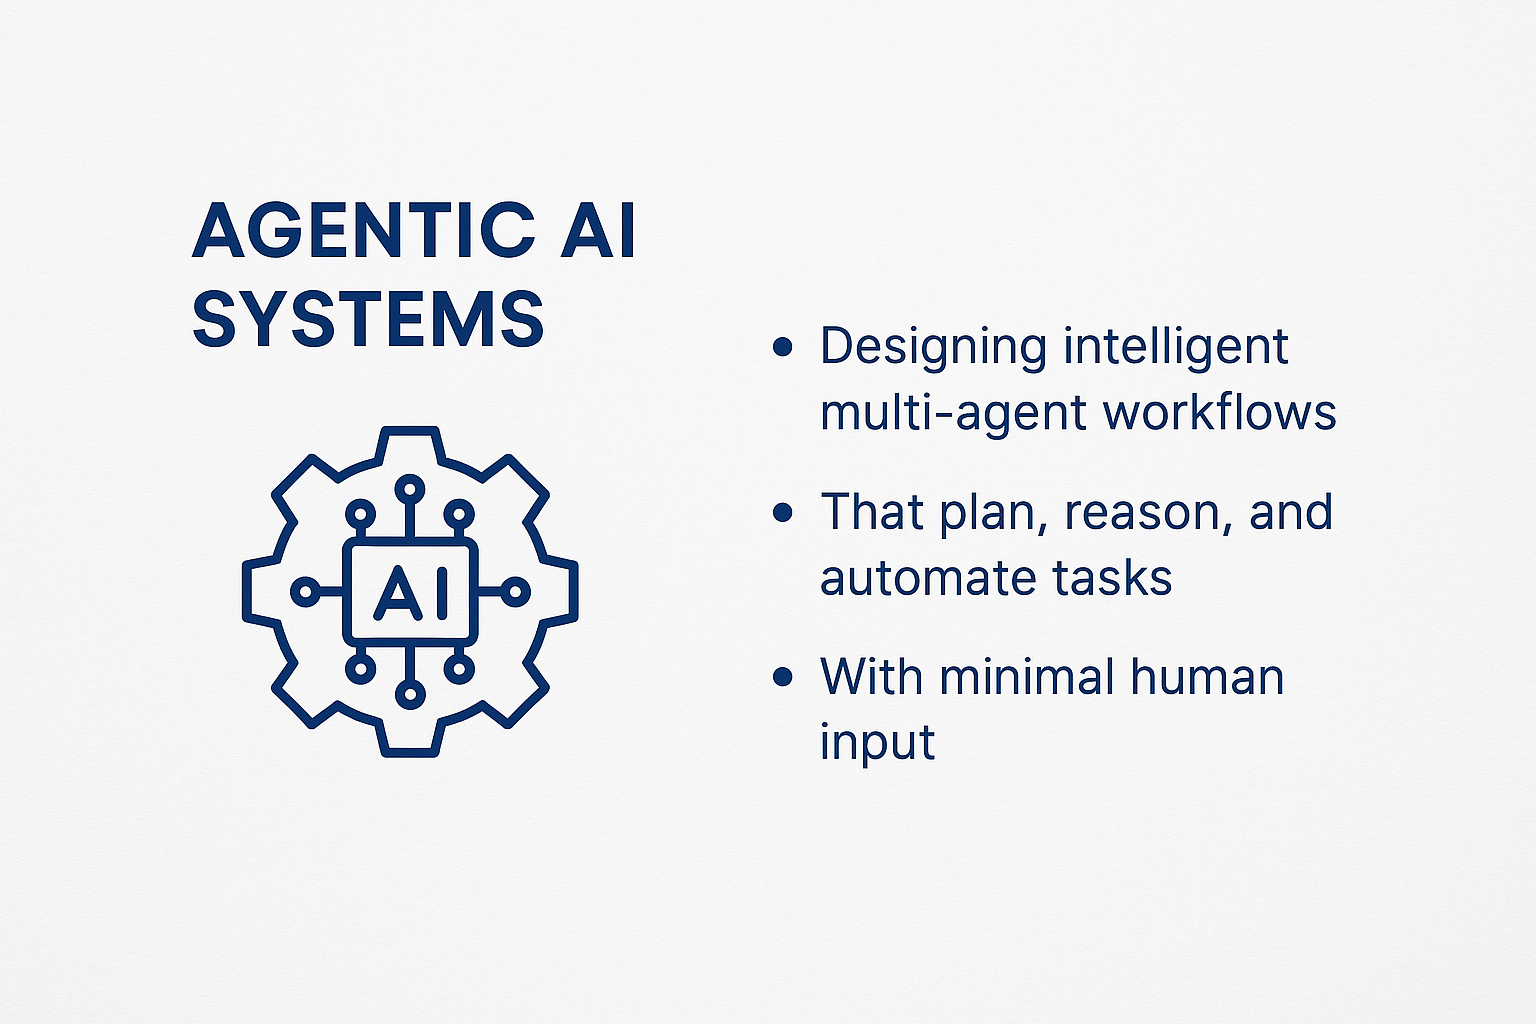 AGENTIC AI
SYSTEMS
AI
• Designing intelligent
multi-agent workflows
• That plan, reason, and
automate tasks
• With minimal human
input